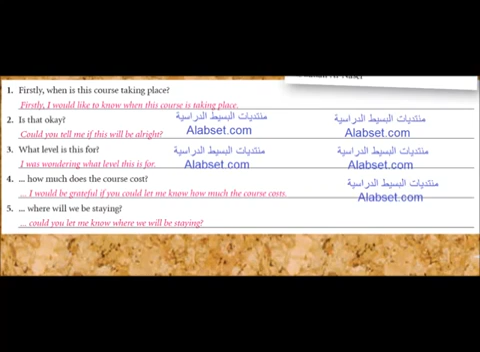 1. Firstly, when is this course taking place?
Firstly, I would like to know when this course is taking place.
2. Is that okay?
منتديات البسيط الدراسية
منتديات البسيط الدراسية
Could you tell me if this will be alright?
Alabset.com
Alabset.com
3. What level is this for?
منتديات البسيط الدراسية
منتديات البسيط الدراسية
I was wondering what level this is for.
Alabset.com
Alabset.com
4. ... how much does the course cost?
منتديات البسيط الدراسية
... I would be grateful if you could let me know how much the course costs.
Alabset.com
5. ... where will we be staying?
... could you let me know where we will be staying?